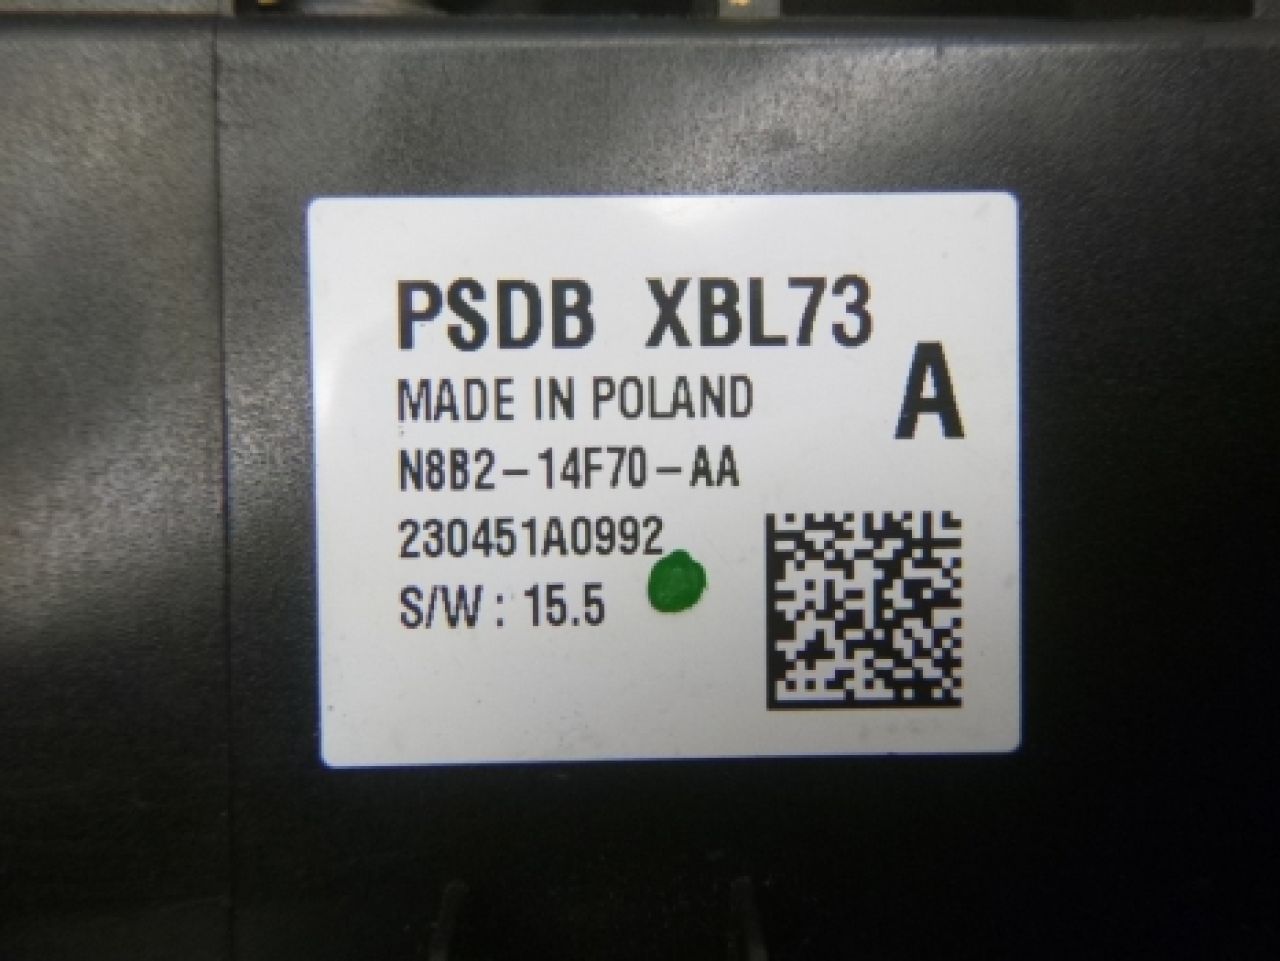 PSDB XBL73
A
MADE IN POLAND
N8B2-14F70-AA
230451A0992
S/W: 15.5